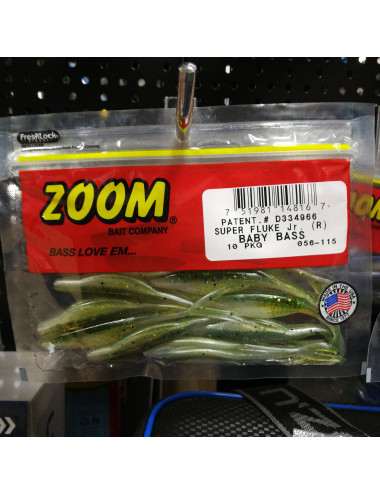 FreshLock
ZOOM®
BAIT COMPANY
BASS LOVE EM...
7 51981 14816 7
PATENT.# D334966
SUPER FLUKE Jr. (R)
BABY BASS
10 PKG 056-115
MADE IN THE USA